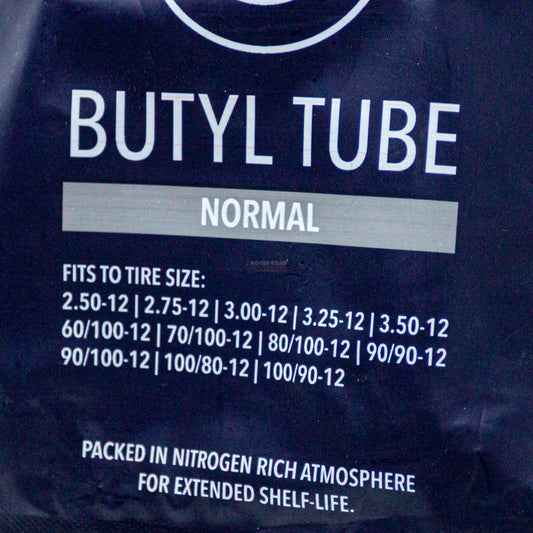 BUTYL TUBE
NORMAL
FITS TO TIRE SIZE:
2.50-12 | 2.75-12 | 3.00-12 | 3.25-12 | 3.50-12
60/100-12 | 70/100-12 | 80/100-12 | 90/90-12
90/100-12 | 100/80-12 | 100/90-12
PACKED IN NITROGEN RICH ATMOSPHERE
FOR EXTENDED SHELF-LIFE.